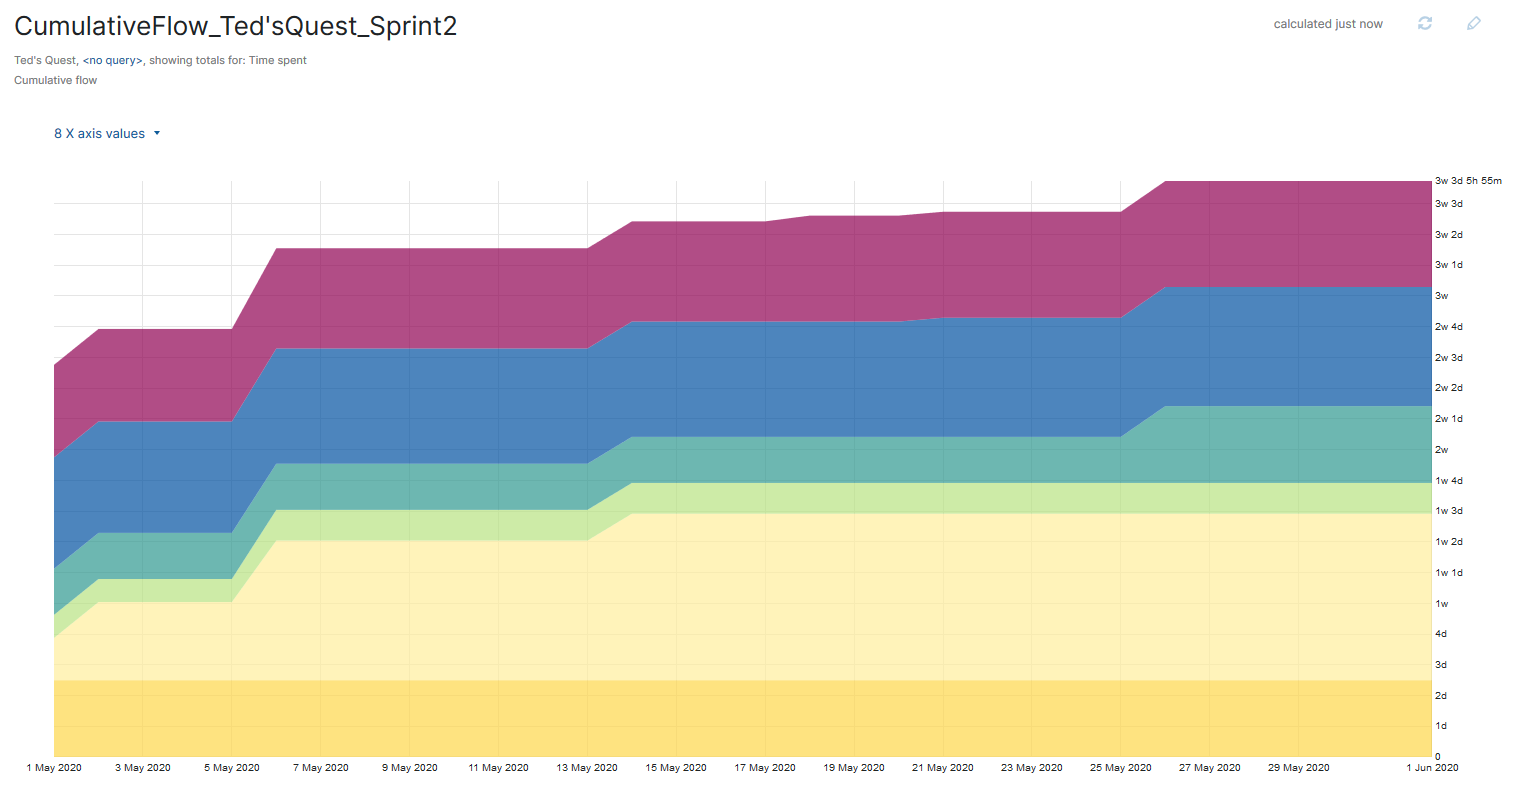 CumulativeFlow_Ted'sQuest_Sprint2
calculated just now
Ted's Quest, <no query>, showing totals for: Time spent
Cumulative flow
8 X axis values
3w 3d 5h 55m
3w 3d
3w 2d
3w 1d
3w
2w 4d
2w 3d
2w 2d
2w 1d
2w
1w 4d
1w 3d
1w 2d
1w 1d
1w
4d
3d
2d
1d
0
1 May 2020 3 May 2020 5 May 2020 7 May 2020 9 May 2020 11 May 2020 13 May 2020 15 May 2020 17 May 2020 19 May 2020 21 May 2020 23 May 2020 25 May 2020 27 May 2020 29 May 2020 1 Jun 2020